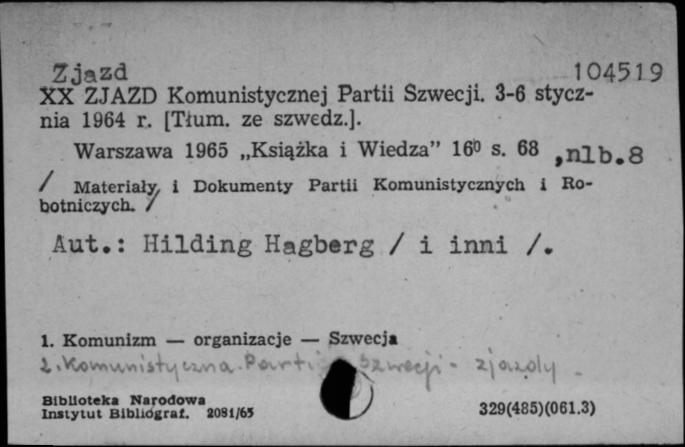 Zjazd 104519
XX ZJAZD Komunistycznej Partii Szwecji. 3-6 stycz-
nia 1964 r. [Tłum. ze szwedz.].
Warszawa 1965 „Książka i Wiedza” 16⁰ s. 68 ,nlb.8
/ Materiały, i Dokumenty Partii Komunistycznych i Ro-
botniczych. /
Aut.: Hilding Hagberg / i inni /.
1. Komunizm — organizacje — Szwecja
2. Komunistyczna Partia Szwecji - zjazdy -
Biblioteka Narodowa
Instytut Bibliograf. 2081/65 329(485)(061.3)